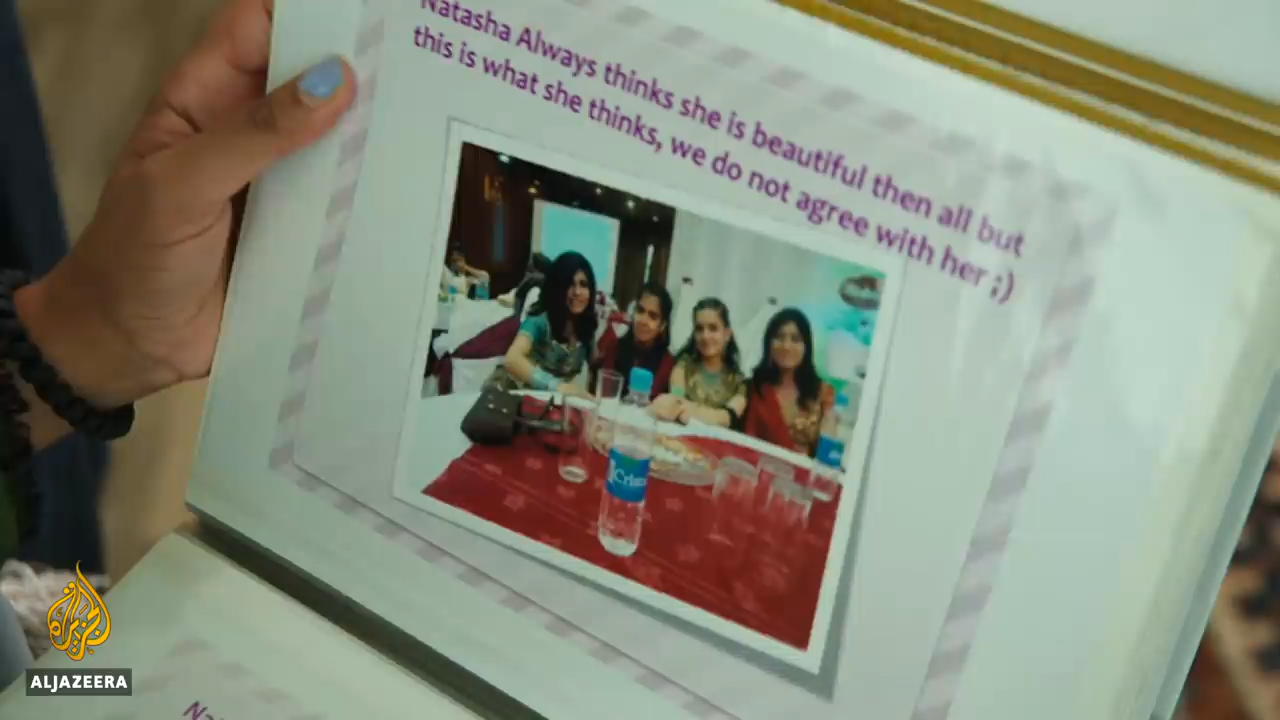 Natasha Always thinks she is beautiful then all but
this is what she thinks, we do not agree with her ;)
الجزيرة
ALJAZEERA